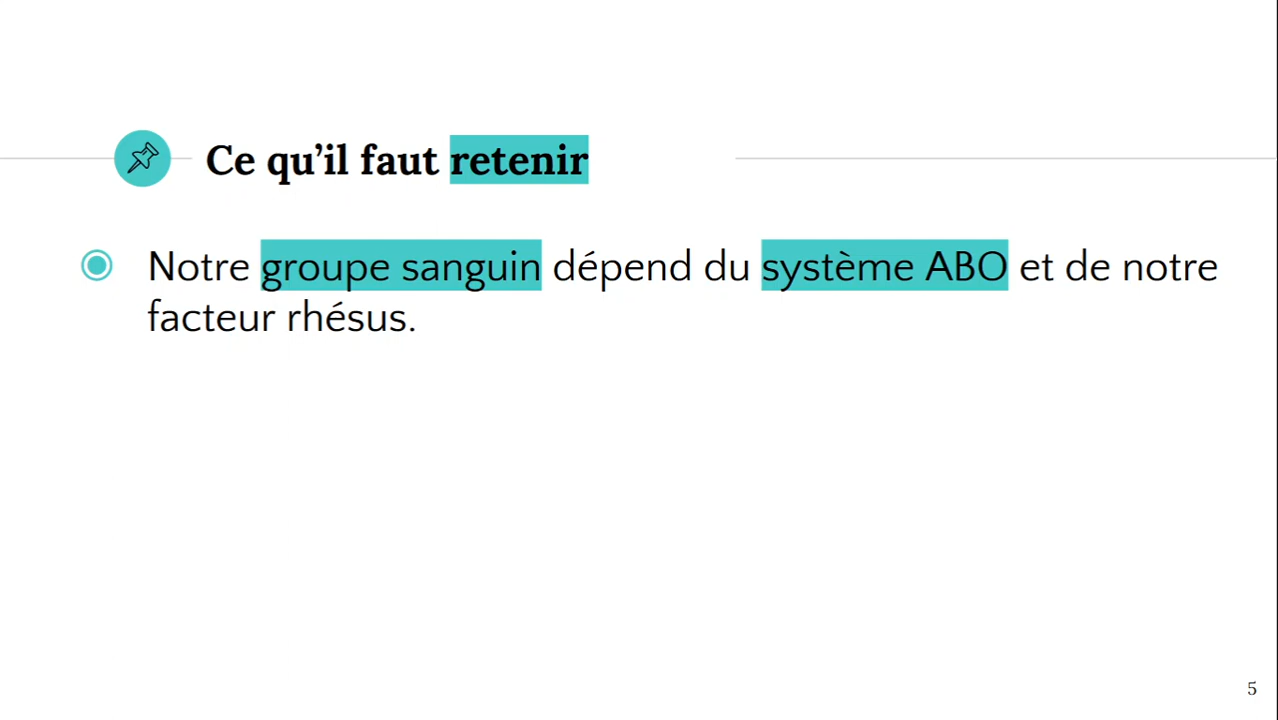 Ce qu’il faut retenir
Notre groupe sanguin dépend du système ABO et de notre
facteur rhésus.
5